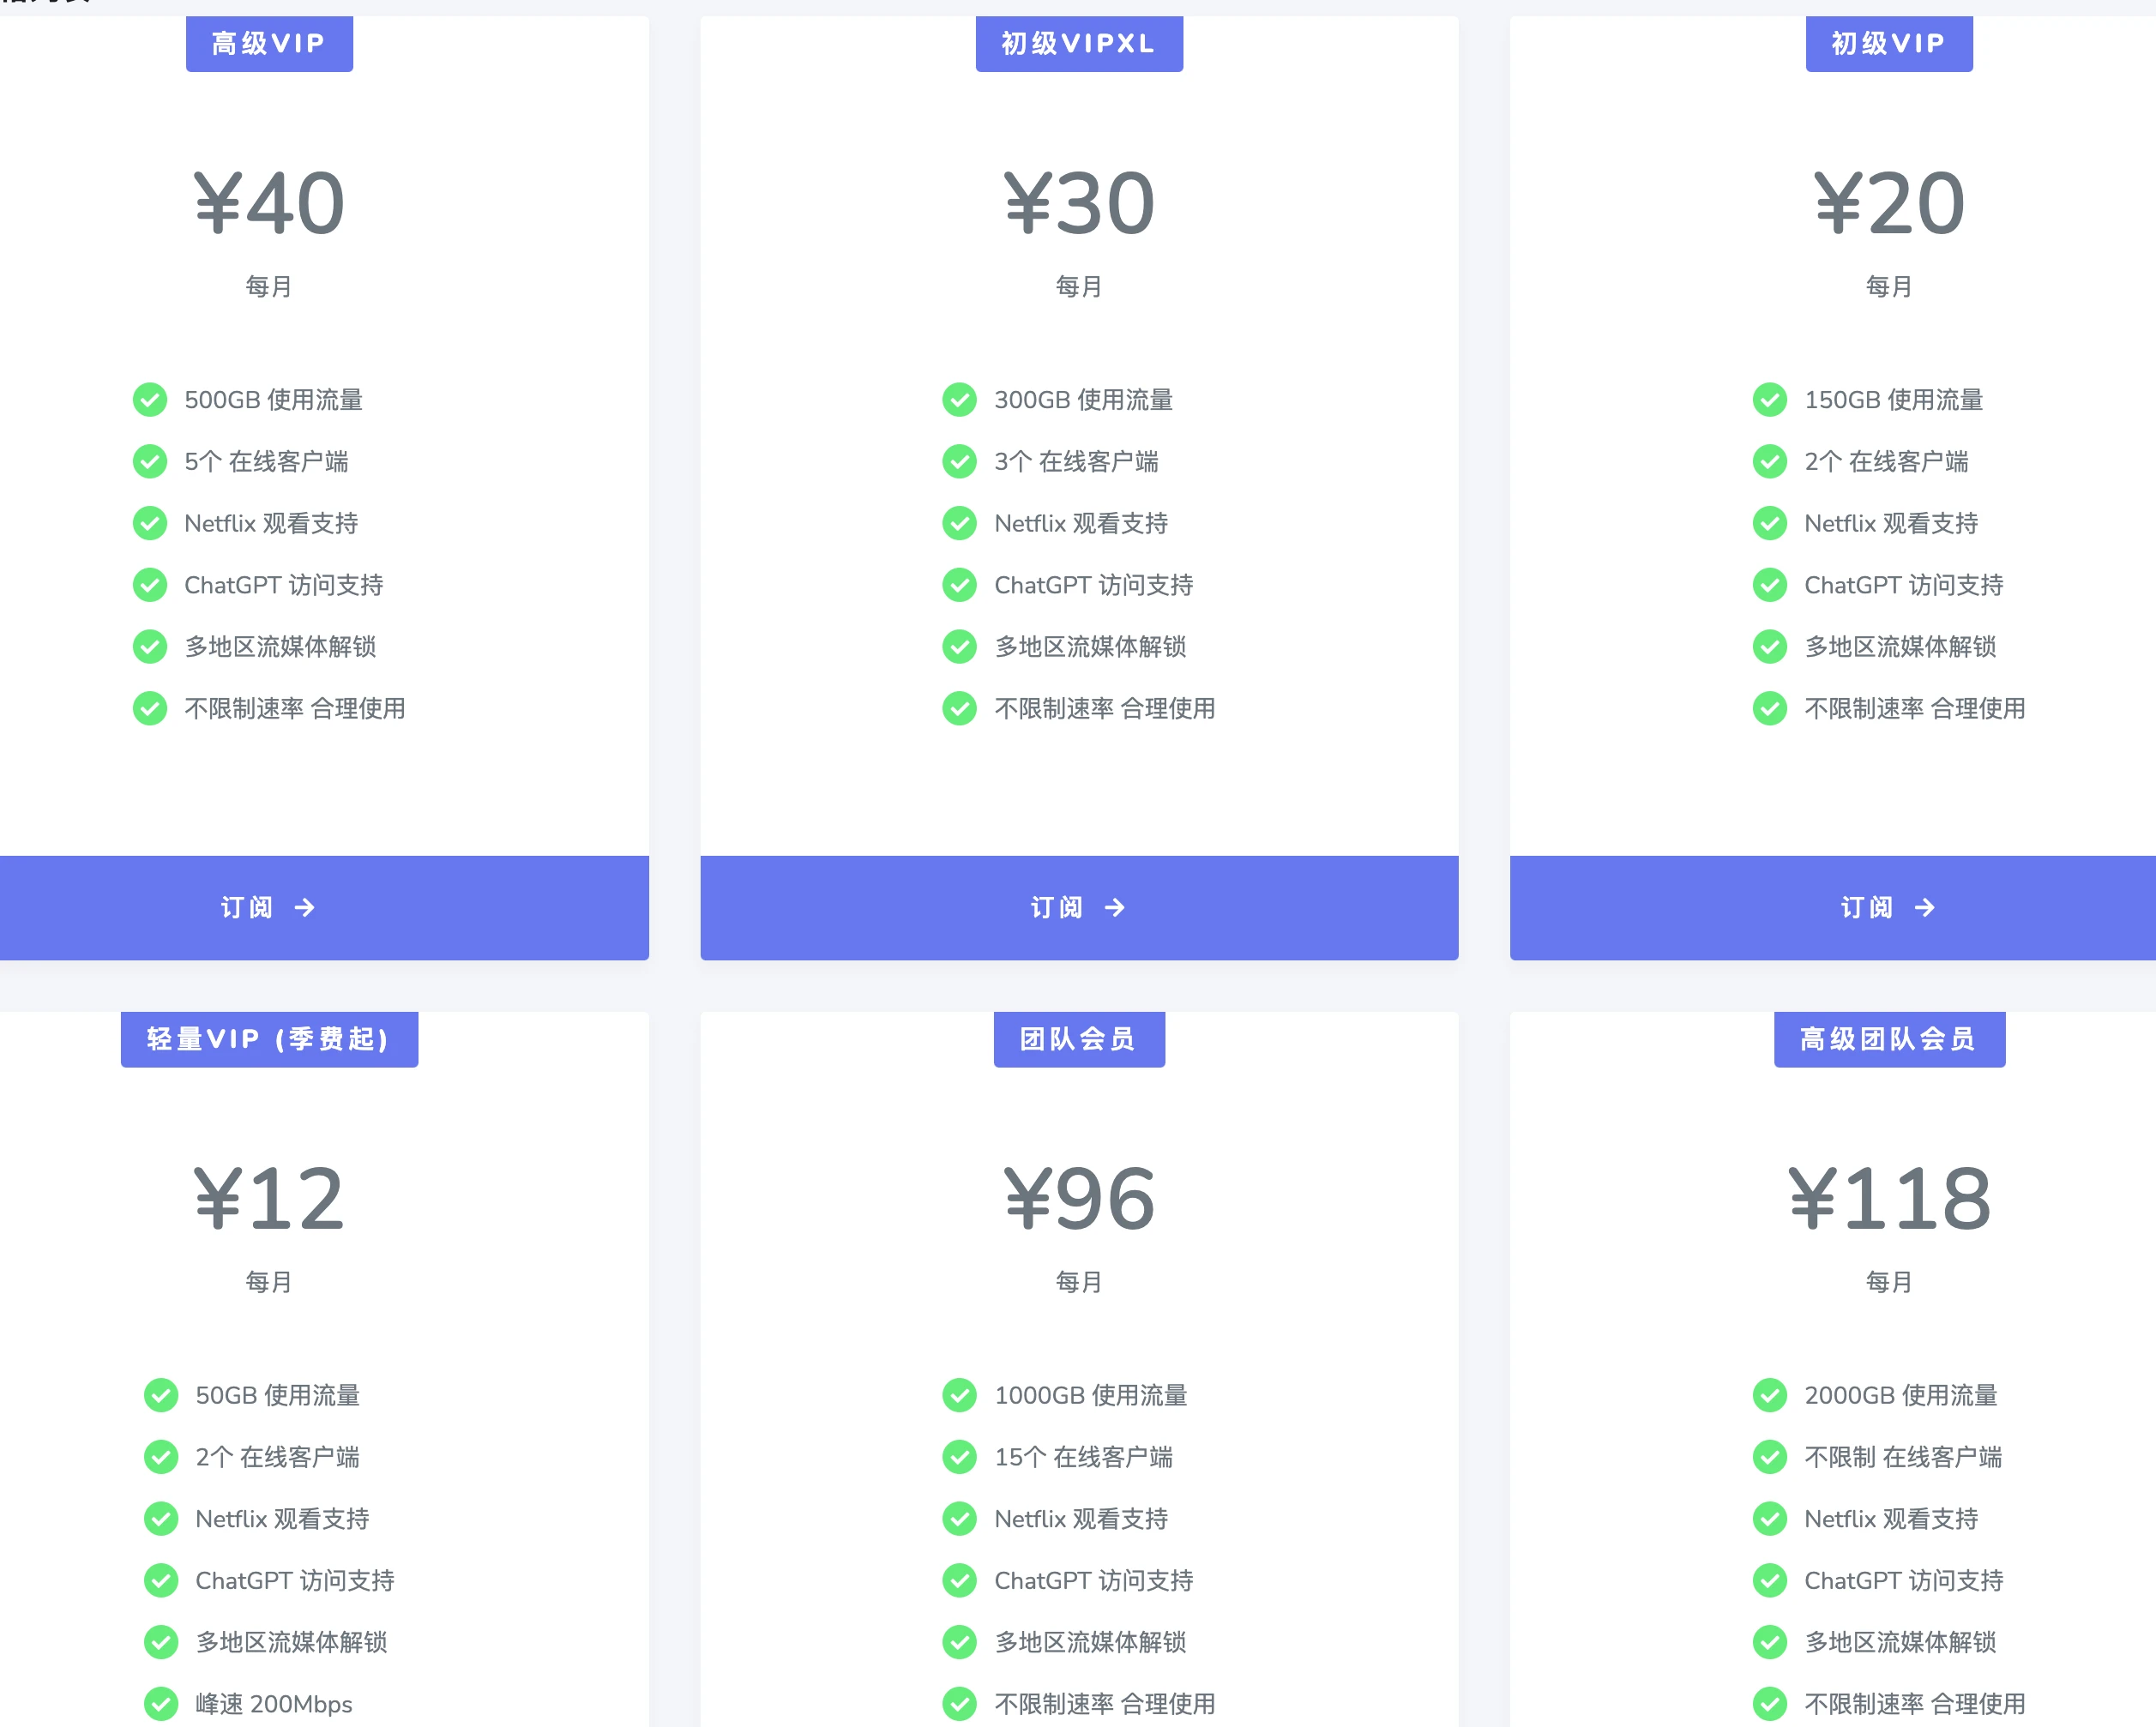 高级VIP
¥40
每月
500GB 使用流量
5个 在线客户端
Netflix 观看支持
ChatGPT 访问支持
多地区流媒体解锁
不限制速率 合理使用
订阅 →
初级VIPXL
¥30
每月
300GB 使用流量
3个 在线客户端
Netflix 观看支持
ChatGPT 访问支持
多地区流媒体解锁
不限制速率 合理使用
订阅 →
初级VIP
¥20
每月
150GB 使用流量
2个 在线客户端
Netflix 观看支持
ChatGPT 访问支持
多地区流媒体解锁
不限制速率 合理使用
订阅 →
轻量VIP (季费起)
¥12
每月
50GB 使用流量
2个 在线客户端
Netflix 观看支持
ChatGPT 访问支持
多地区流媒体解锁
峰速 200Mbps
团队会员
¥96
每月
1000GB 使用流量
15个 在线客户端
Netflix 观看支持
ChatGPT 访问支持
多地区流媒体解锁
不限制速率 合理使用
高级团队会员
¥118
每月
2000GB 使用流量
不限制 在线客户端
Netflix 观看支持
ChatGPT 访问支持
多地区流媒体解锁
不限制速率 合理使用